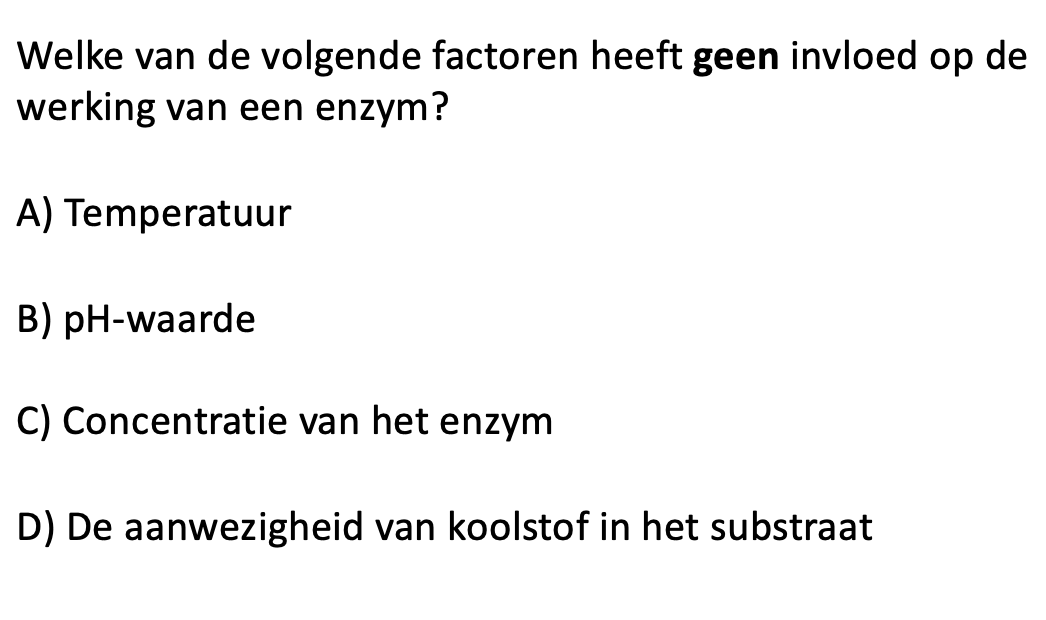 Welke van de volgende factoren heeft geen invloed op de
werking van een enzym?
A) Temperatuur
B) pH-waarde
C) Concentratie van het enzym
D) De aanwezigheid van koolstof in het substraat